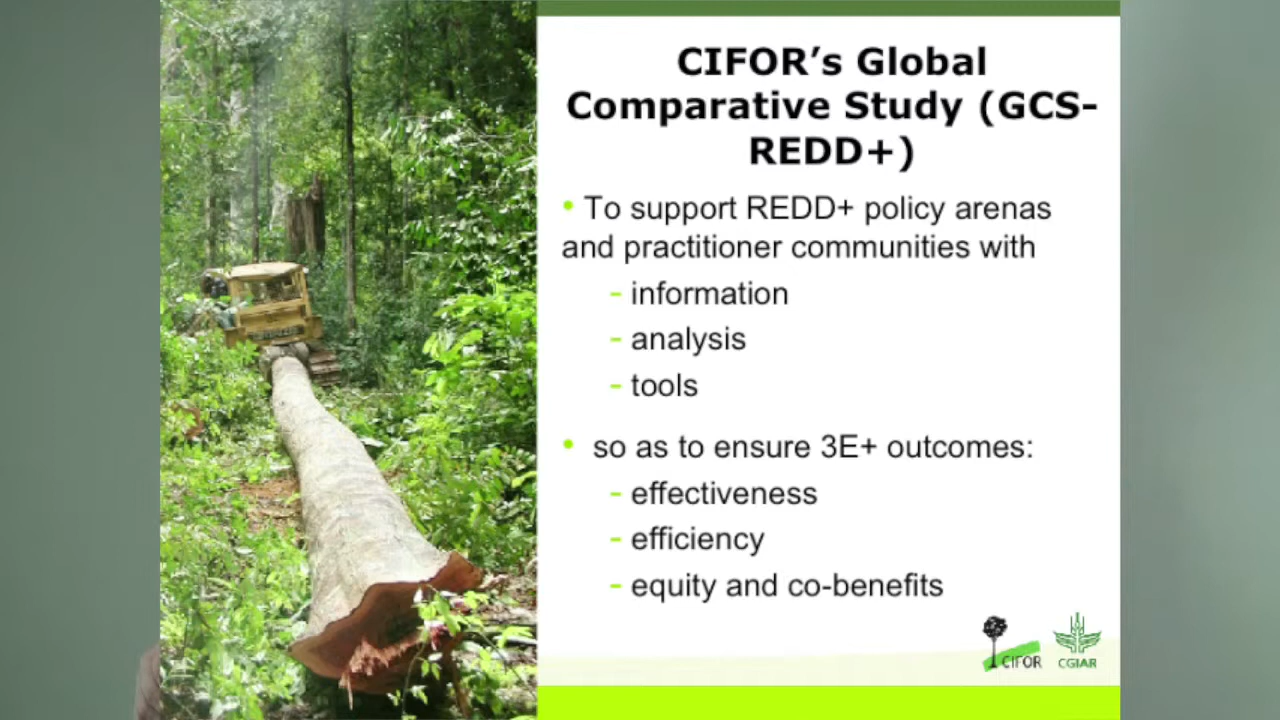 CIFOR’s Global
Comparative Study (GCS-
REDD+)
• To support REDD+ policy arenas
and practitioner communities with
- information
- analysis
- tools
• so as to ensure 3E+ outcomes:
- effectiveness
- efficiency
- equity and co-benefits
CIFOR
CGIAR